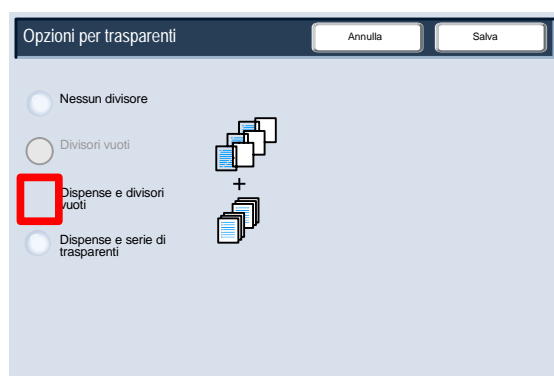 Opzioni per trasparenti
Annulla
Salva
Nessun divisore
Divisori vuoti
Dispense e divisori
vuoti
+
Dispense e serie di
trasparenti